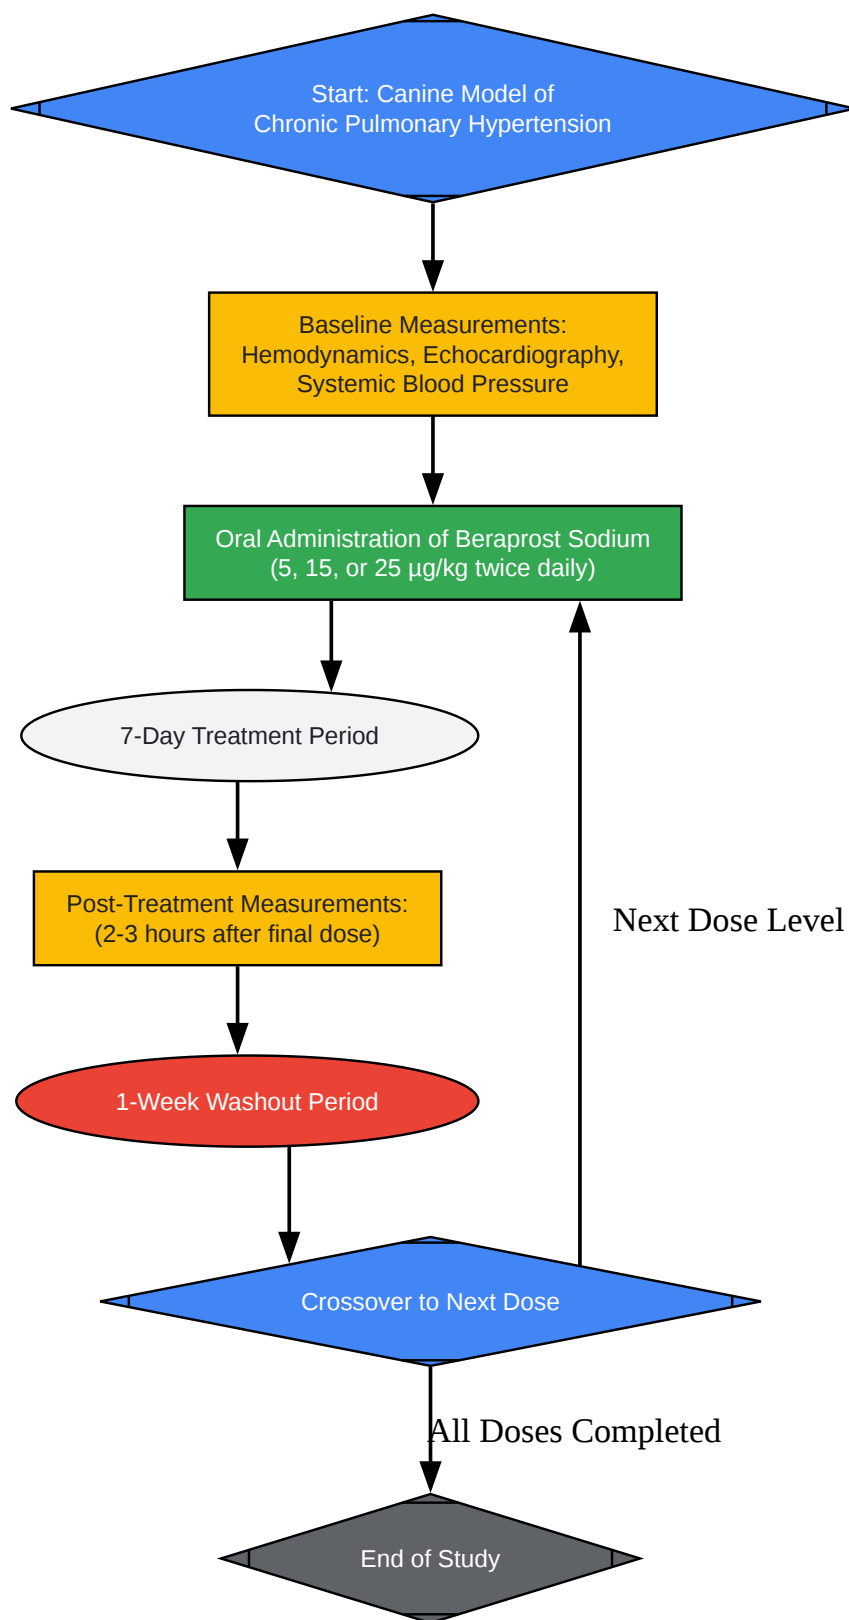 Start: Canine Model of
Chronic Pulmonary Hypertension
Baseline Measurements:
Hemodynamics, Echocardiography,
Systemic Blood Pressure
Oral Administration of Beraprost Sodium
(5, 15, or 25 µg/kg twice daily)
7-Day Treatment Period
Post-Treatment Measurements:
(2-3 hours after final dose)
Next Dose Level
1-Week Washout Period
Crossover to Next Dose
All Doses Completed
End of Study